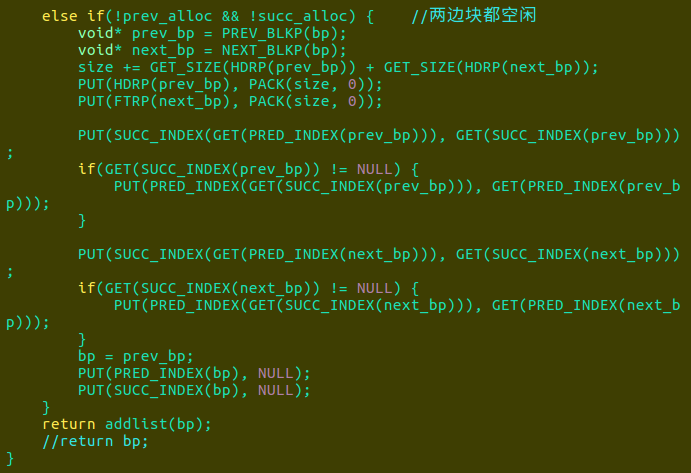 else if(!prev_alloc && !succ_alloc) {    //两边块都空闲
        void* prev_bp = PREV_BLKP(bp);
        void* next_bp = NEXT_BLKP(bp);
        size += GET_SIZE(HDRP(prev_bp)) + GET_SIZE(HDRP(next_bp));
        PUT(HDRP(prev_bp), PACK(size, 0));
        PUT(FTRP(next_bp), PACK(size, 0));

        PUT(SUCC_INDEX(GET(PRED_INDEX(prev_bp))), GET(SUCC_INDEX(prev_bp)))
;
        if(GET(SUCC_INDEX(prev_bp)) != NULL) {
            PUT(PRED_INDEX(GET(SUCC_INDEX(prev_bp))), GET(PRED_INDEX(prev_b
p)));
        }

        PUT(SUCC_INDEX(GET(PRED_INDEX(next_bp))), GET(SUCC_INDEX(next_bp)))
;
        if(GET(SUCC_INDEX(next_bp)) != NULL) {
            PUT(PRED_INDEX(GET(SUCC_INDEX(next_bp))), GET(PRED_INDEX(next_b
p)));
        }
        bp = prev_bp;
        PUT(PRED_INDEX(bp), NULL);
        PUT(SUCC_INDEX(bp), NULL);
    }
    return addlist(bp);
    //return bp;
}